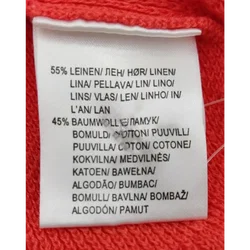 55% LEINEN/ ЛЕН/ HØR/ LINEN/
LINA/ PELLAVA/ LIN/ LINO/
LINS/ VLAS/ LEN/ LINHO/ IN/
L'AN/ LAN
45% BAUMWOLLE/ ПАМУК/
BOMULD/ COTTON/ PUUVILL/
PUUVILLA/ COTON/ COTONE/
KOKVILNA/ MEDVILNĖS/
KATOEN/ BAWEŁNA/
ALGODÃO/ BUMBAC/
BOMULL/ BAVLNA/ BOMBAŽ/
ALGODÓN/ PAMUT